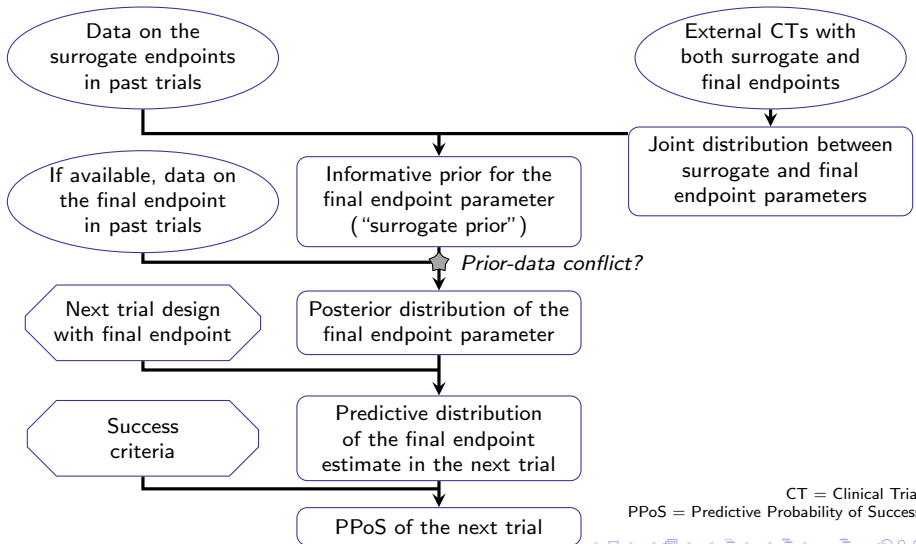 Data on the
surrogate endpoints
in past trials
External CTs with
both surrogate and
final endpoints
Joint distribution between
surrogate and final
endpoint parameters
If available, data on
the final endpoint
in past trials
Informative prior for the
final endpoint parameter
(“surrogate prior”)
Prior-data conflict?
Next trial design
with final endpoint
Posterior distribution of the
final endpoint parameter
Success
criteria
Predictive distribution
of the final endpoint
estimate in the next trial
PPoS of the next trial
CT = Clinical Tria
PPoS = Predictive Probability of Success